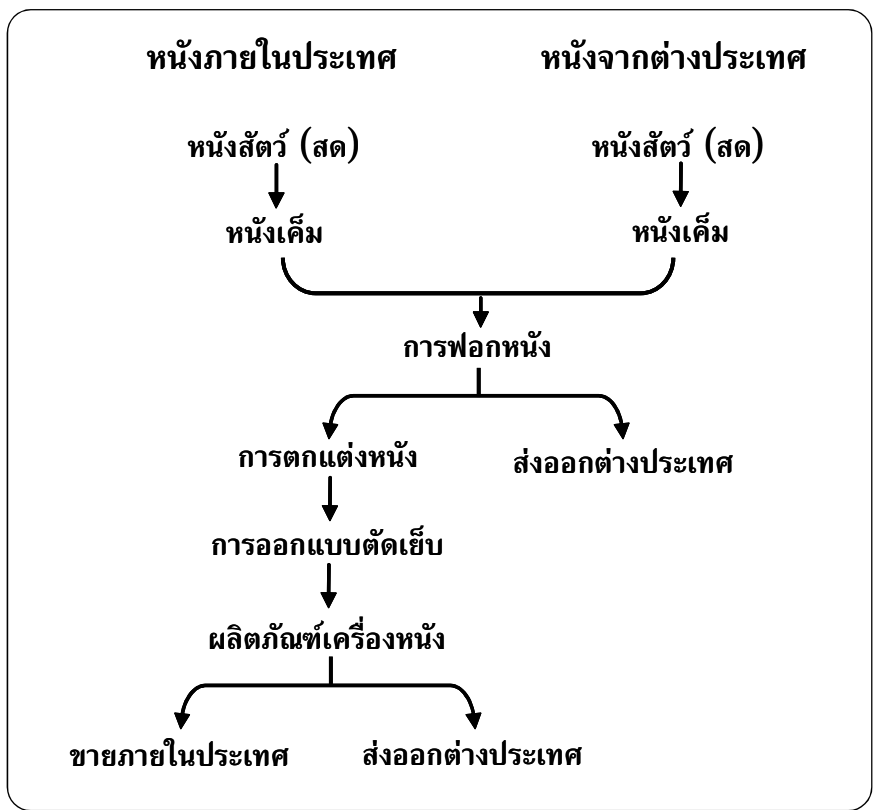 หนังภายในประเทศ หนังจากต่างประเทศ
หนังสัตว์ (สด) หนังสัตว์ (สด)
หนังเค็ม หนังเค็ม
การฟอกหนัง
การตกแต่งหนัง ส่งออกต่างประเทศ
การออกแบบตัดเย็บ
ผลิตภัณฑ์เครื่องหนัง
ขายภายในประเทศ ส่งออกต่างประเทศ